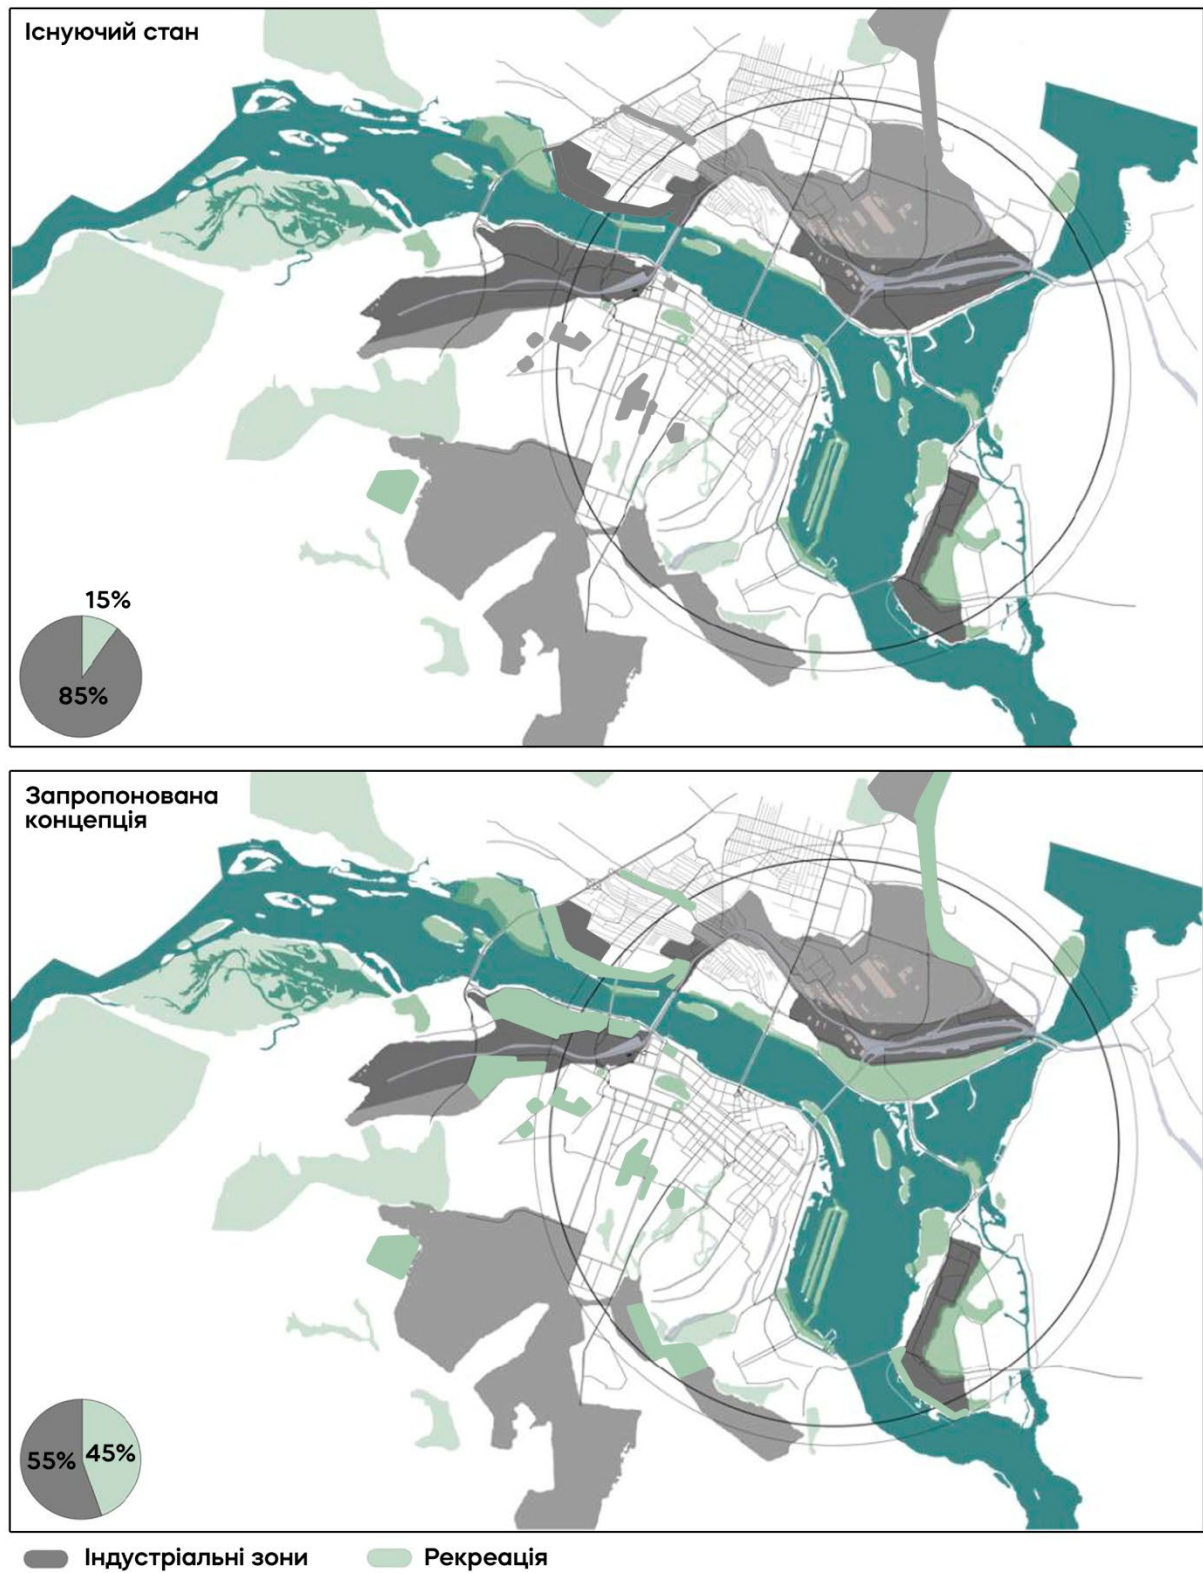 Існуючий стан
15%
85%
Запропонована
концепція
55% 45%
Індустріальні зони Рекреація